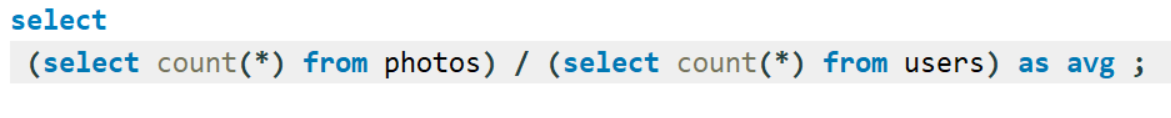 select
(select count(*) from photos) / (select count(*) from users) as avg ;